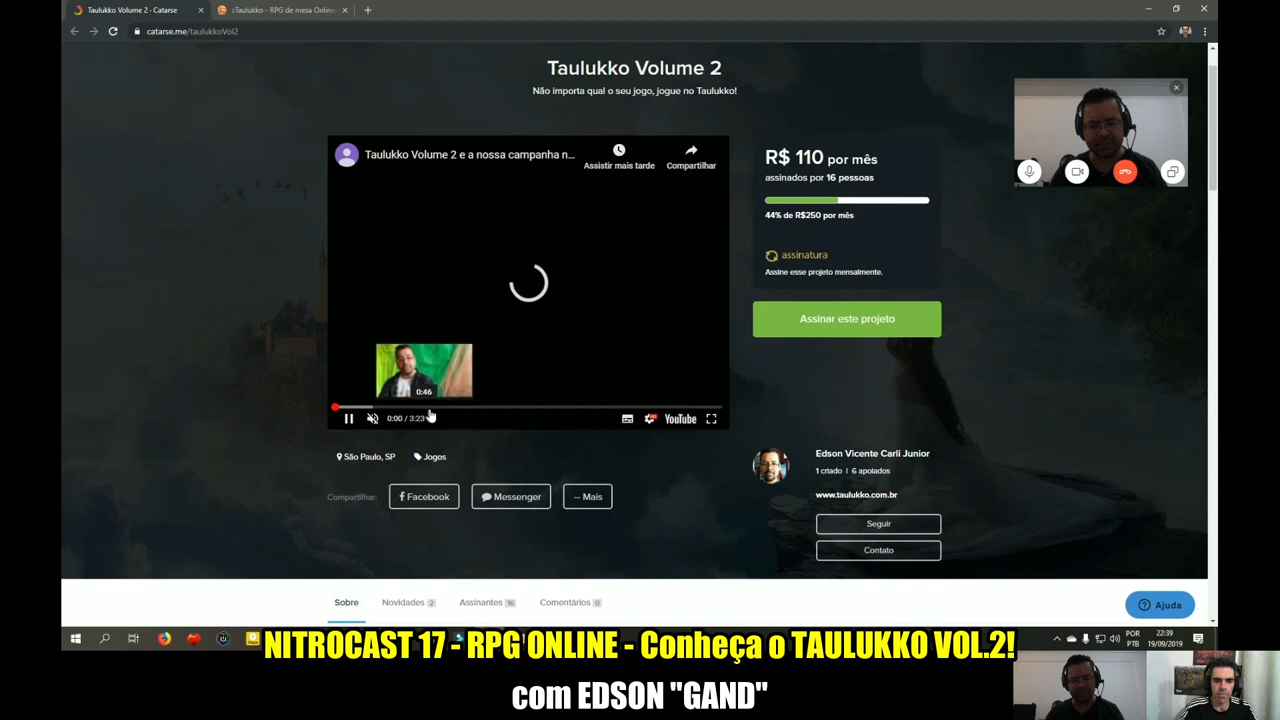 Taulukko Volume 2 - Catarse
::Taulukko - RPG de mesa Online:
catarse.me/taulukkoVol2
Taulukko Volume 2
Não importa qual o seu jogo, jogue no Taulukko!
Taulukko Volume 2 e a nossa campanha n...
Assistir mais tarde
Compartilhar
R$ 110 por mês
assinados por 16 pessoas
44% de R$250 por mês
assinatura
Assine esse projeto mensalmente.
Assinar este projeto
0:46
0:00 / 3:23
YouTube
São Paulo, SP
Jogos
Edson Vicente Carli Junior
1 criado | 6 apoiados
www.taulukko.com.br
Compartilhar:
Facebook
Messenger
··· Mais
Seguir
Contato
Sobre
Novidades 2
Assinantes 16
Comentários 0
Ajuda
POR
PTB
22:39
19/09/2019
NITROCAST 17 - RPG ONLINE - Conheça o TAULUKKO VOL.2!
com EDSON "GAND"